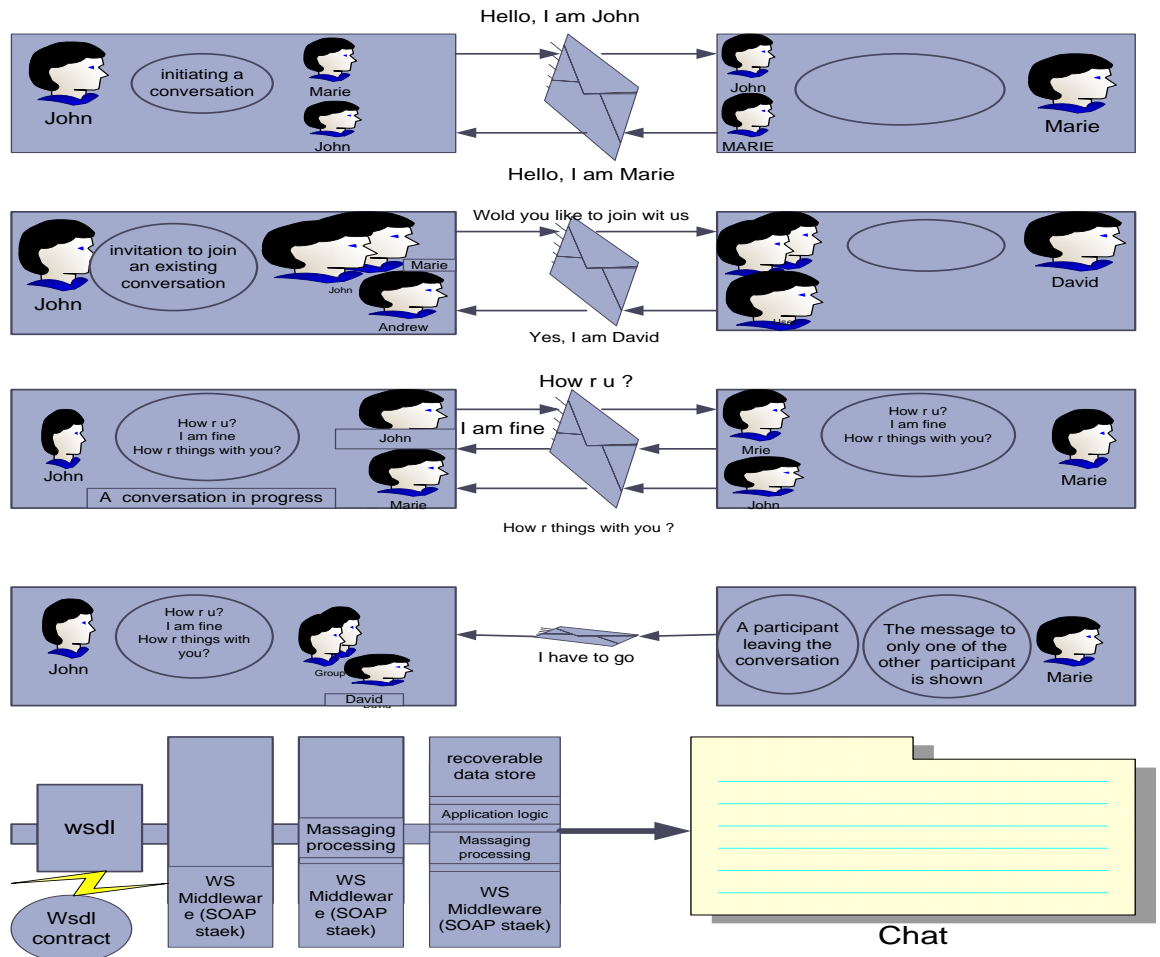 Hello, I am John
initiating a
conversation
John
Marie
John
John
MARIE
Marie
Hello, I am Marie
Wold you like to join wit us
invitation to join
an existing
conversation
John
John
Marie
Andrew
User
David
Yes, I am David
How r u ?
How r u?
I am fine
How r things with you?
John
John
Marie
A  conversation in progress
I am fine
Mrie
John
How r u?
I am fine
How r things with you?
Marie
How r things with you ?
How r u?
I am fine
How r things with
you?
John
Group
David
David
I have to go
A participant
leaving the
conversation
The message to
only one of the
other  participant
is shown
Marie
wsdl
Wsdl
contract
WS
Middlewar
e (SOAP
staek)
Massaging
processing
WS
Middlewar
e (SOAP
staek)
recoverable
data store
Application logic
Massaging
processing
WS
Middleware
(SOAP staek)
Chat